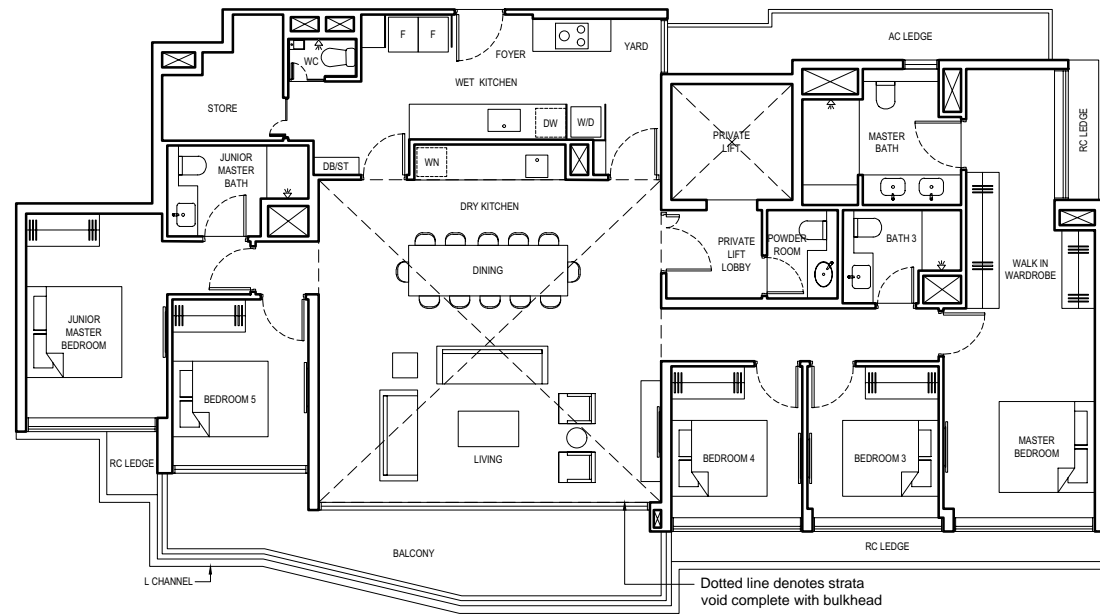 AC LEDGE
F
F
FOYER
YARD
WC
WET KITCHEN
STORE
DW
W/D
RC LEDGE
PRIVATE
LIFT
MASTER
BATH
JUNIOR
MASTER
BATH
DB/ST
WN
DRY KITCHEN
PRIVATE
LIFT
LOBBY
POWDER
ROOM
BATH 3
WALK IN
WARDROBE
DINING
JUNIOR
MASTER
BEDROOM
BEDROOM 5
LIVING
BEDROOM 4
BEDROOM 3
MASTER
BEDROOM
RC LEDGE
BALCONY
RC LEDGE
L CHANNEL
Dotted line denotes strata
void complete with bulkhead